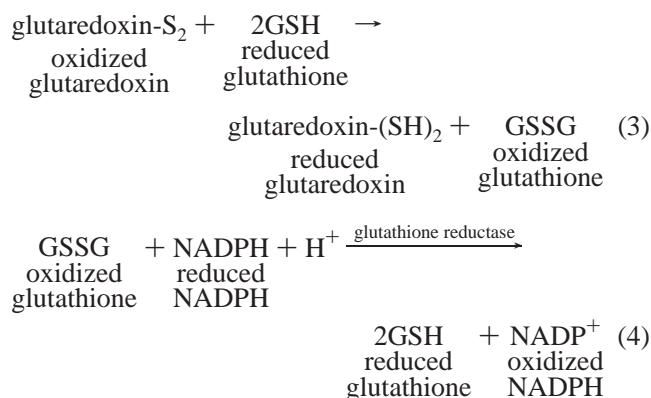 glutaredoxin-S₂ + 2GSH →
oxidized reduced
glutaredoxin glutathione
glutaredoxin-(SH)₂ + GSSG (3)
reduced oxidized
glutaredoxin glutathione
glutathione reductase
GSSG + NADPH + H⁺ →
oxidized reduced
glutathione NADPH
2GSH + NADP⁺ (4)
reduced oxidized
glutathione NADPH